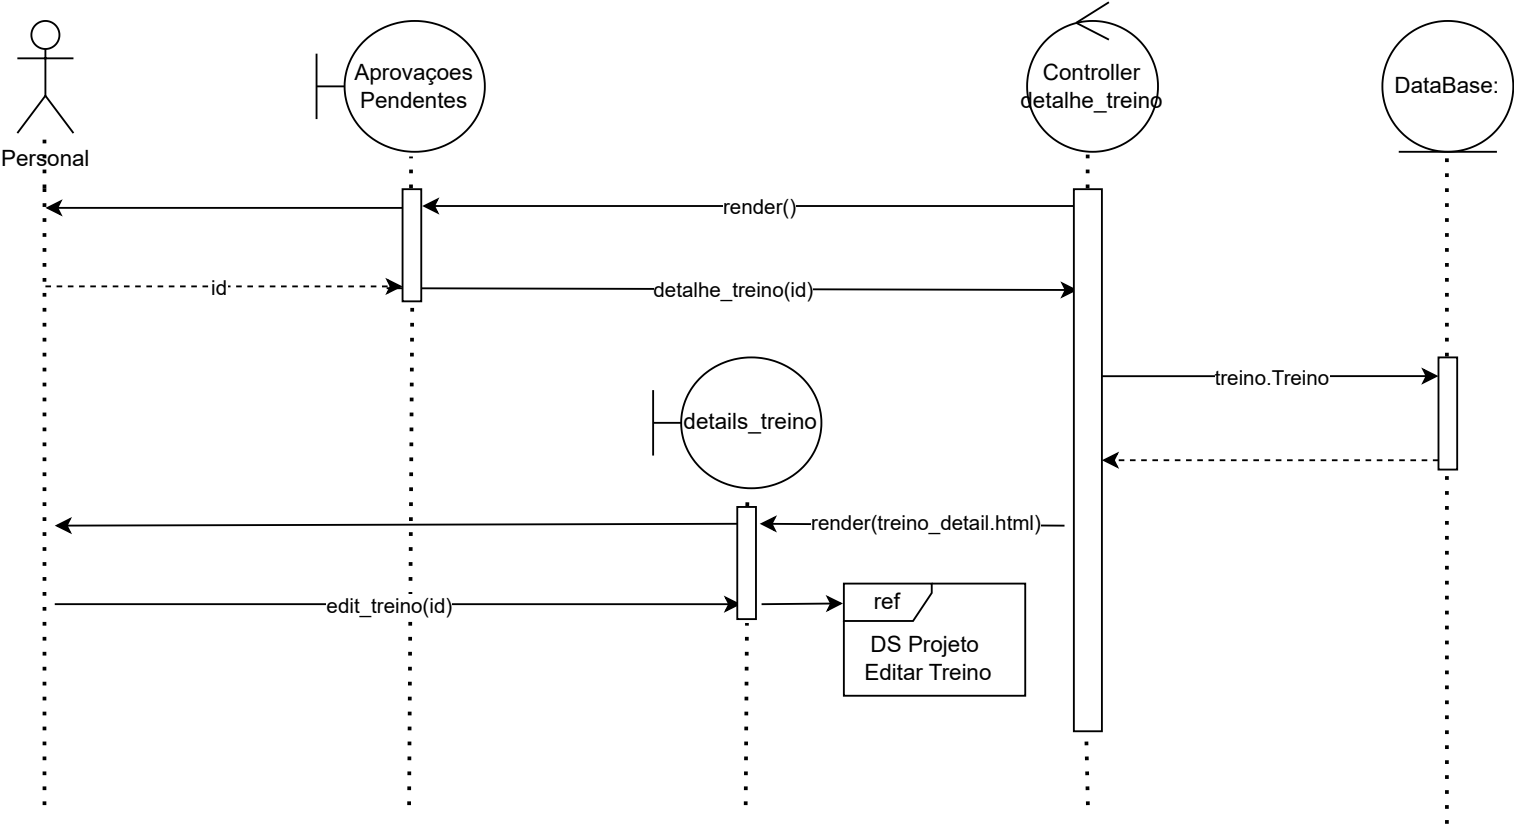 Personal
Aprovaçoes
Pendentes
Controller
detalhe_treino
DataBase:
render()
id
detalhe_treino(id)
treino.Treino
details_treino
render(treino_detail.html)
edit_treino(id)
ref
DS Projeto
Editar Treino